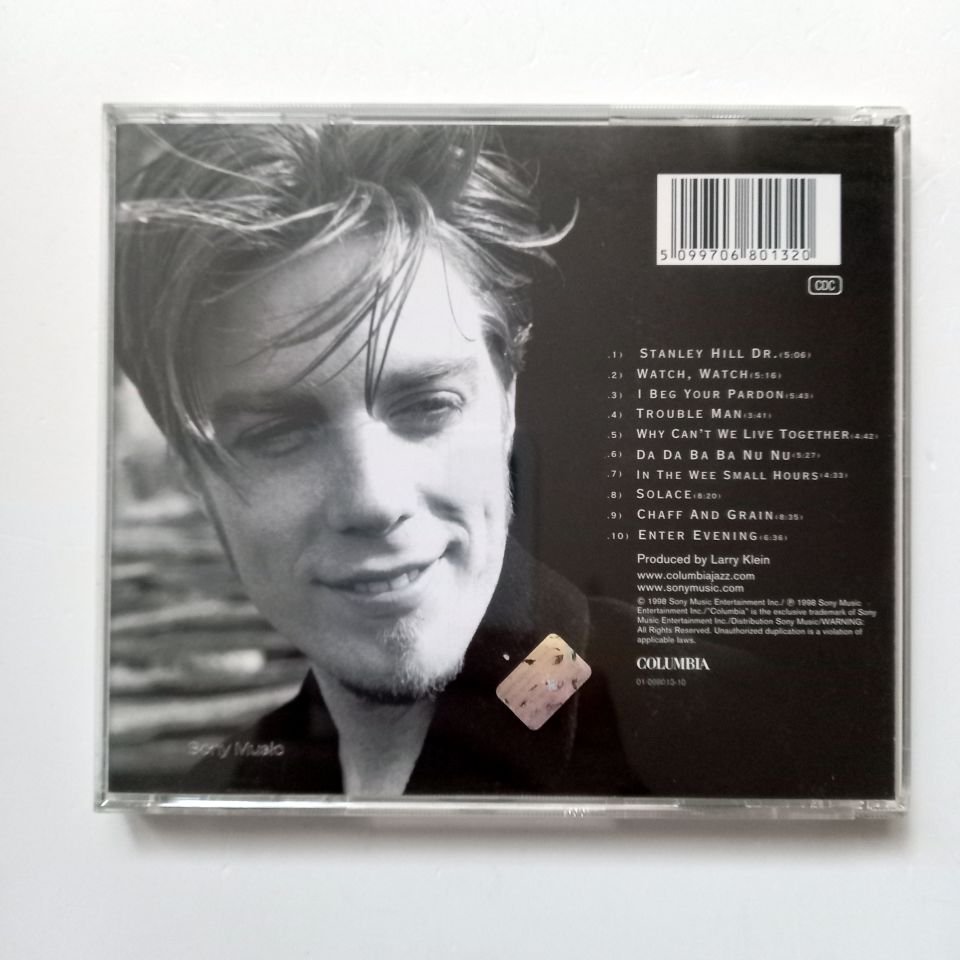 5 099706 801320
CDC
.1) STANLEY HILL DR. (5:06)
.2) WATCH, WATCH (5:16)
.3) I BEG YOUR PARDON (5:43)
.4) TROUBLE MAN (3:41)
.5) WHY CAN'T WE LIVE TOGETHER (4:42)
.6) DA DA BA BA NU NU (5:27)
.7) IN THE WEE SMALL HOURS (4:33)
.8) SOLACE (8:20)
.9) CHAFF AND GRAIN (8:35)
.10) ENTER EVENING (6:36)
Produced by Larry Klein
www.columbiajazz.com
www.sonymusic.com
© 1998 Sony Music Entertainment Inc./ ℗ 1998 Sony Music
Entertainment Inc./"Columbia" is the exclusive trademark of Sony
Music Entertainment Inc./Distribution Sony Music/WARNING:
All Rights Reserved. Unauthorized duplication is a violation of
applicable laws.
COLUMBIA
01-068013-10
Sony Music